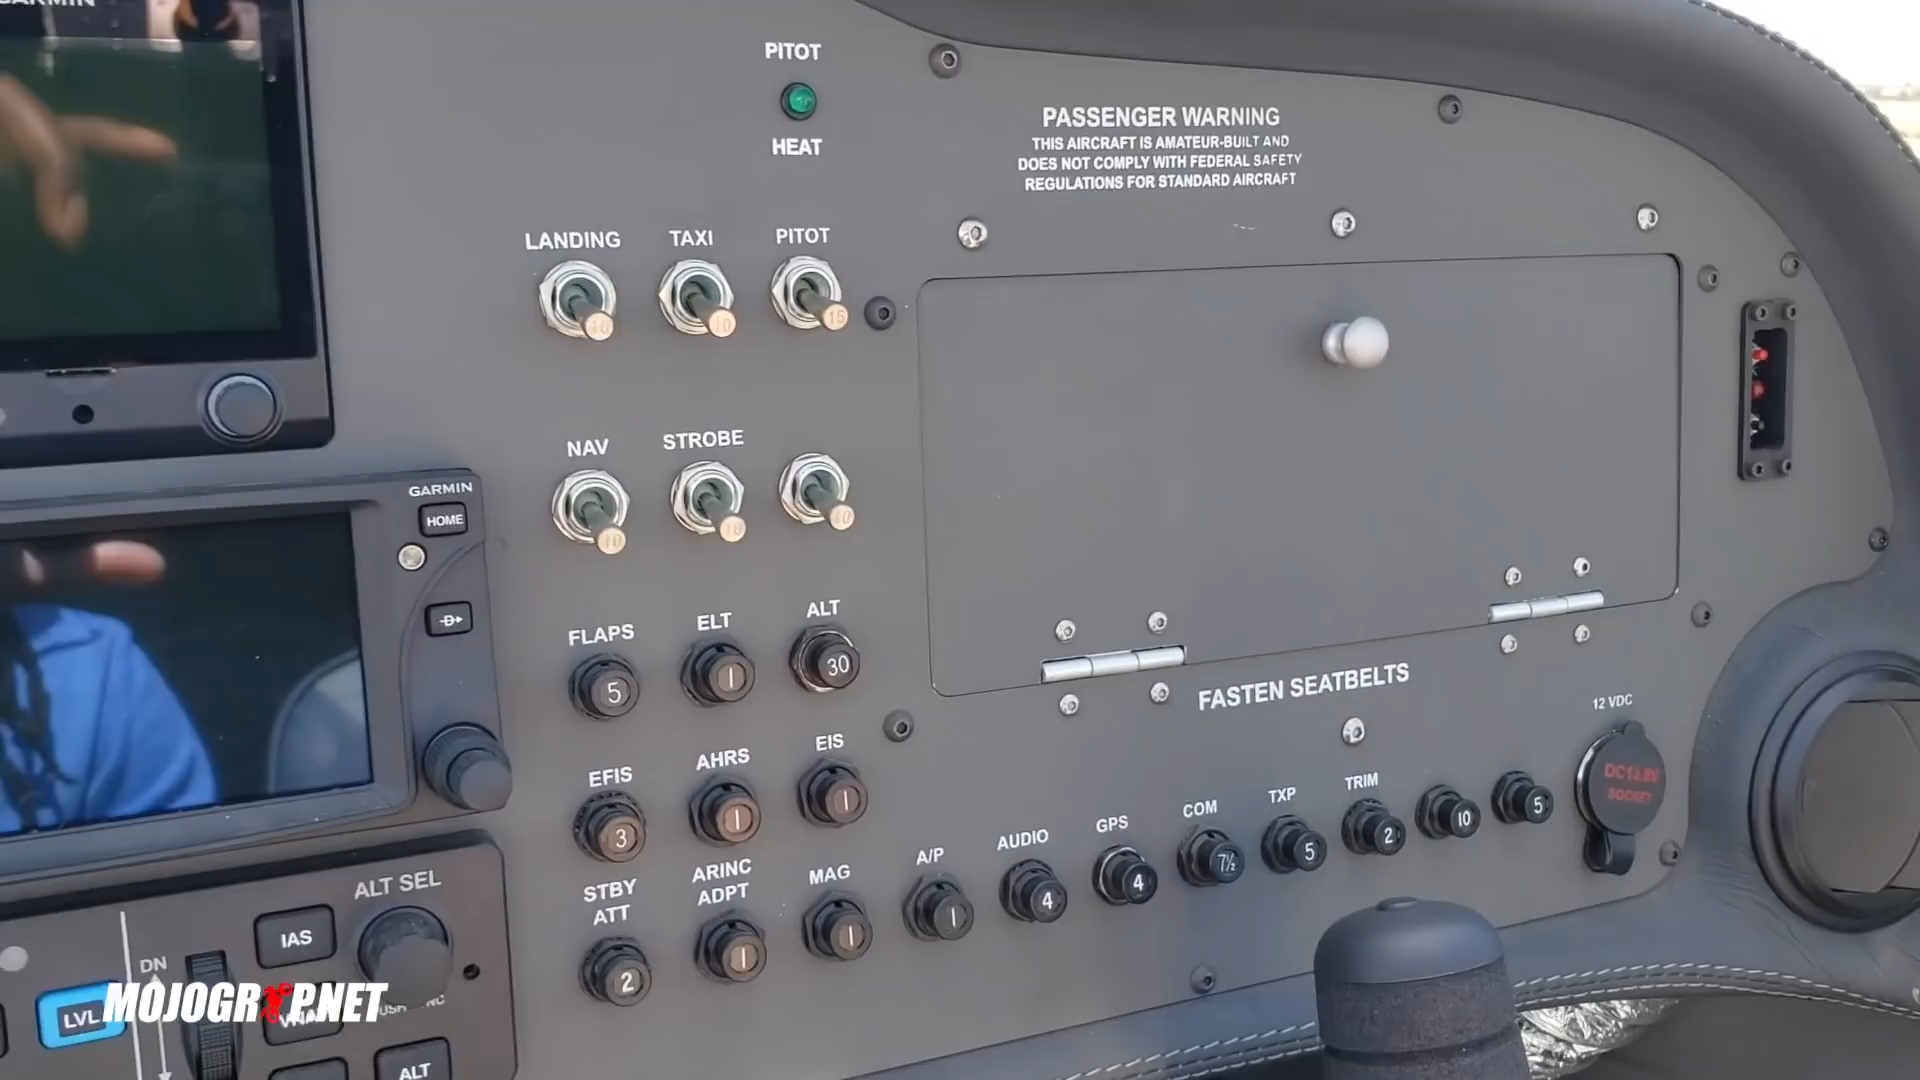 GARMIN
PITOT
HEAT
PASSENGER WARNING
THIS AIRCRAFT IS AMATEUR-BUILT AND
DOES NOT COMPLY WITH FEDERAL SAFETY
REGULATIONS FOR STANDARD AIRCRAFT
LANDING
TAXI
PITOT
10
10
15
NAV
STROBE
10
10
10
GARMIN
HOME
D
FLAPS
ELT
ALT
5
1
30
FASTEN SEATBELTS
12 VDC
DC13.8V
SOCKET
EFIS
AHRS
EIS
3
1
1
STBY
ATT
ARINC
ADPT
MAG
A/P
AUDIO
GPS
COM
TXP
TRIM
2
1
1
1
4
4
7½
5
2
10
5
ALT SEL
IAS
DN
LVL
VNAV
ALT
MOJOGRIP.NET